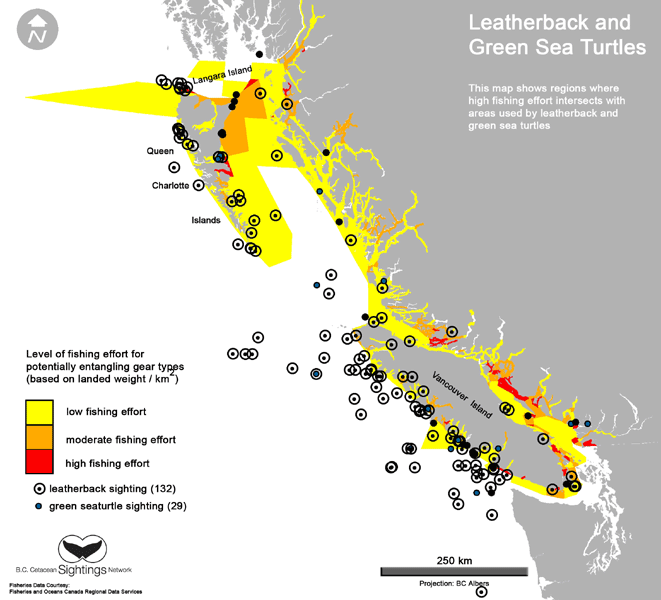 N
Leatherback and
Green Sea Turtles
This map shows regions where
high fishing effort intersects with
areas used by leatherback and
green sea turtles
Langara Island
Queen
Charlotte
Islands
Vancouver Island
Level of fishing effort for
potentially entangling gear types
(based on landed weight / km2)
low fishing effort
moderate fishing effort
high fishing effort
leatherback sighting (132)
green seaturtle sighting (29)
B.C. Cetacean Sightings Network
Fisheries Data Courtesy:
Fisheries and Oceans Canada Regional Data Services
250 km
Projection: BC Albers